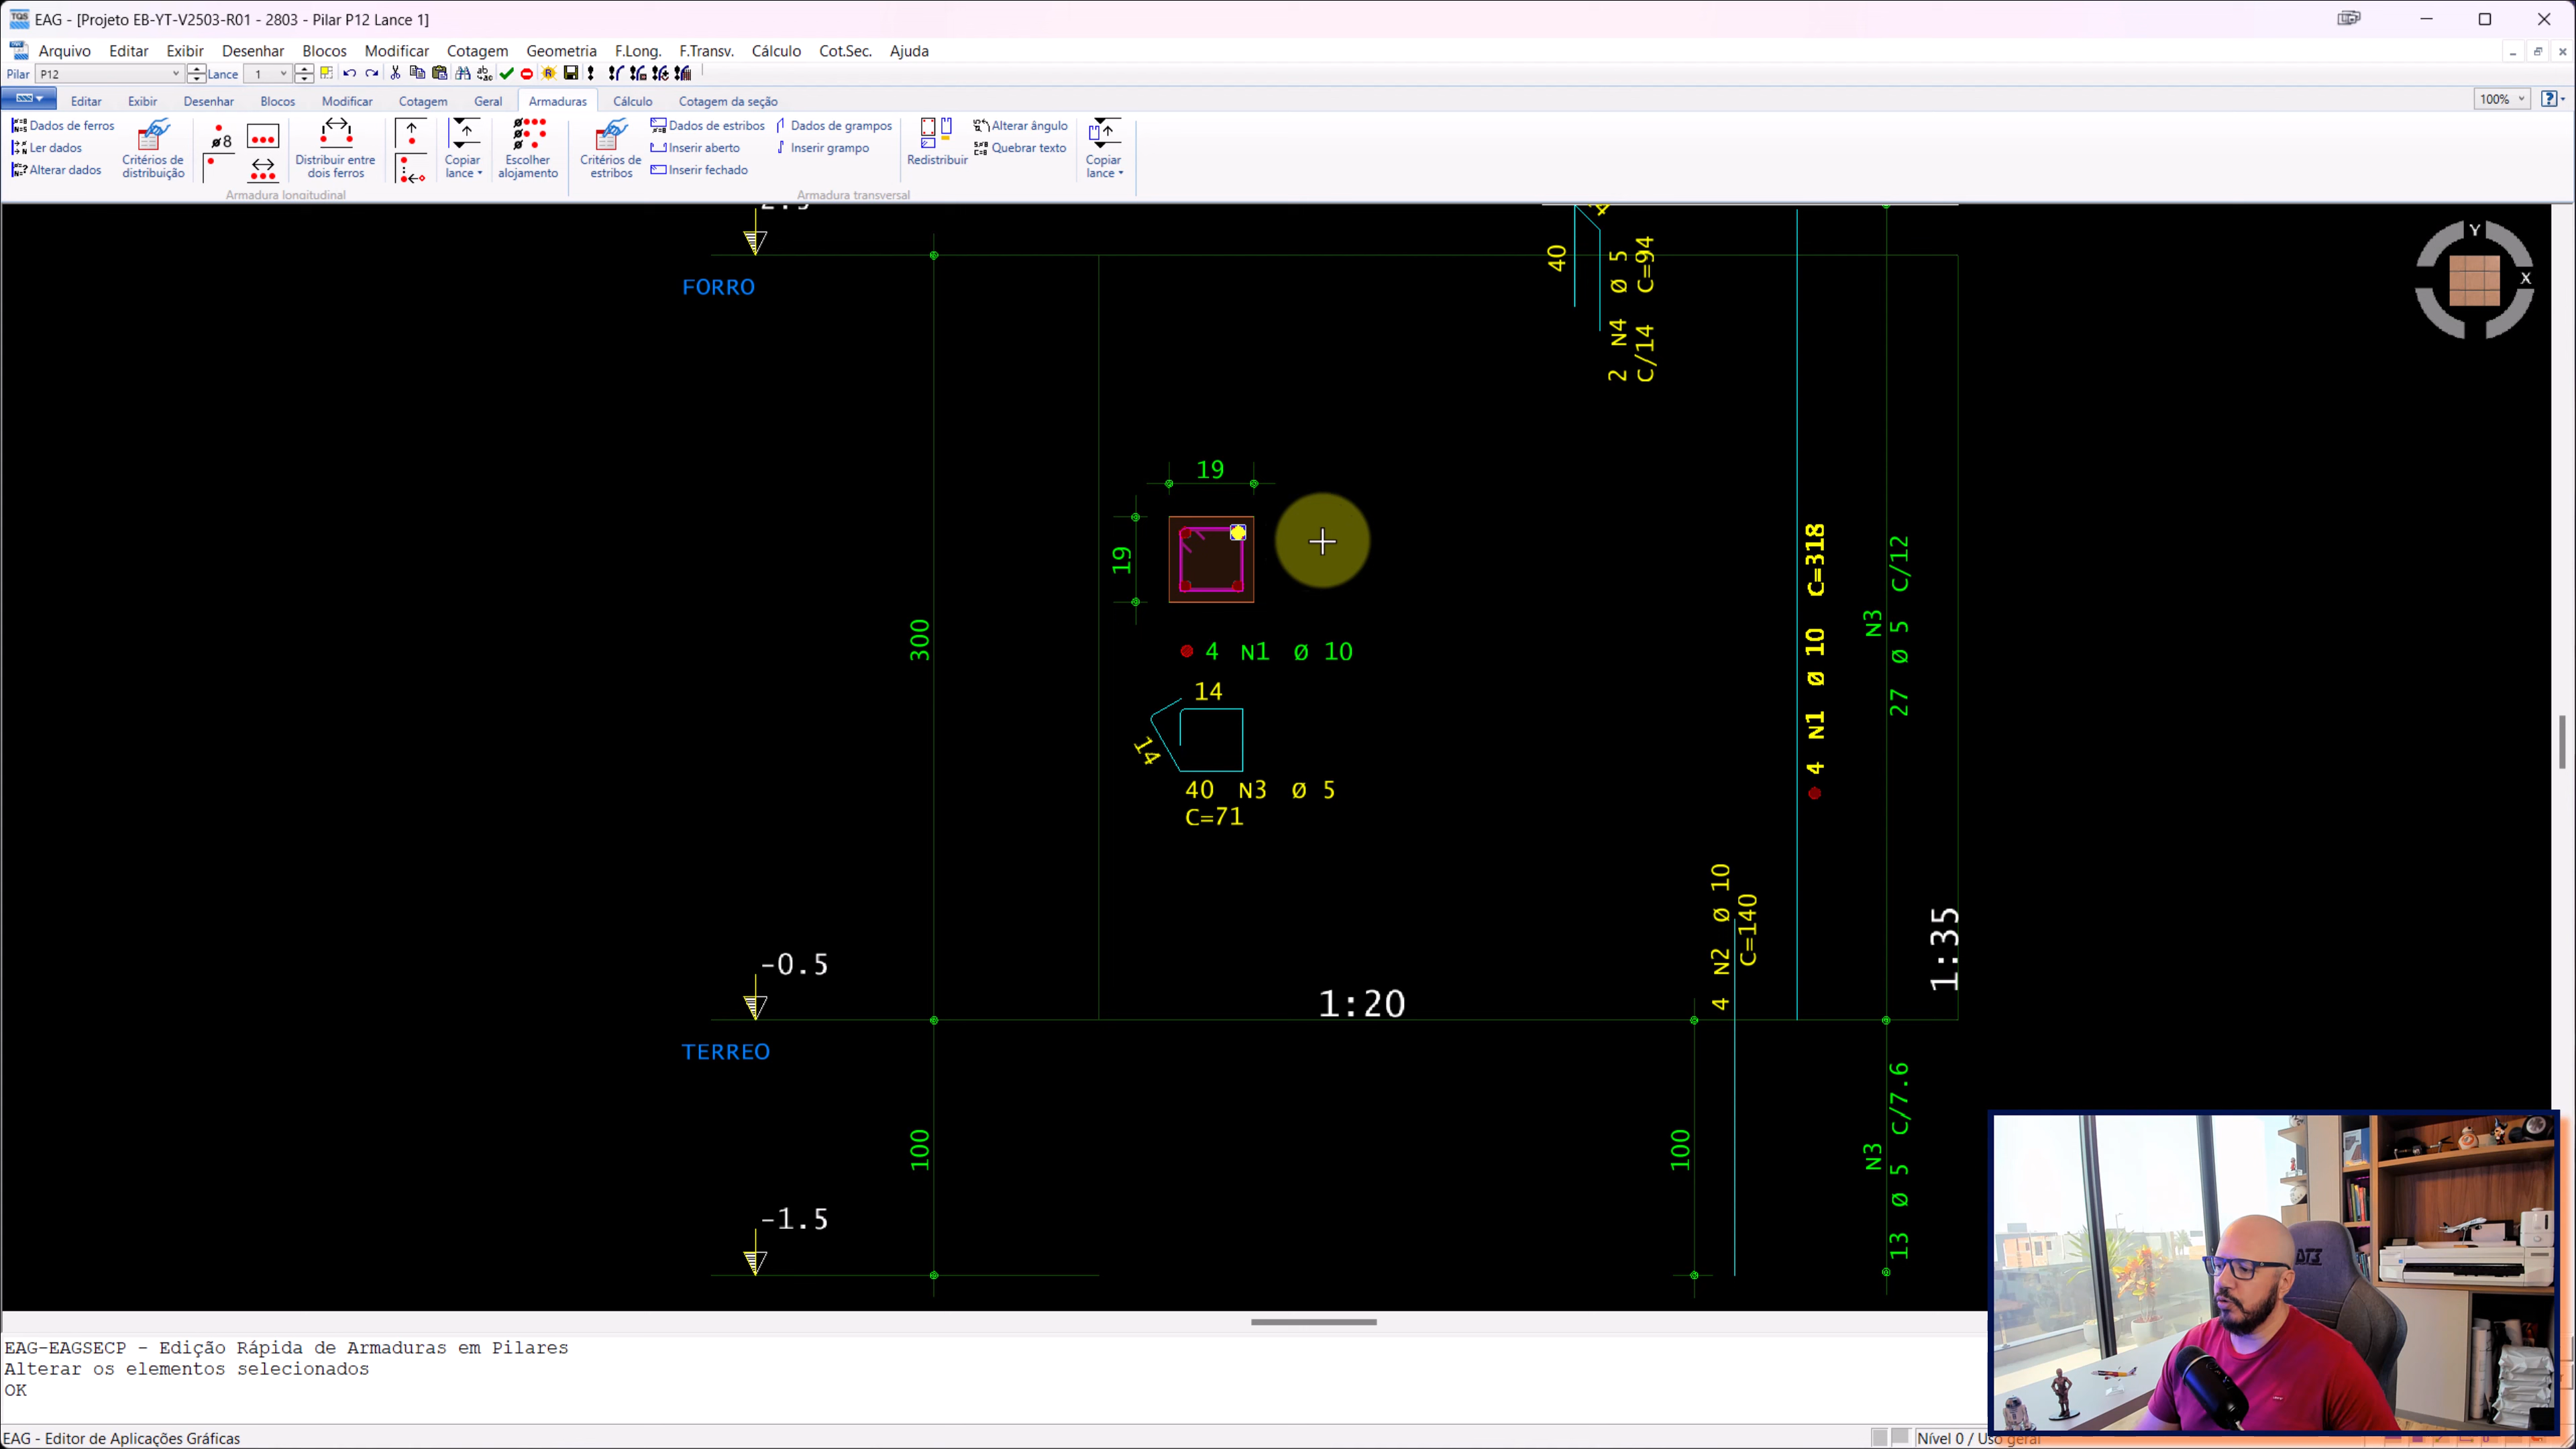 TQS EAG - [Projeto EB-YT-V2503-R01 - 2803 - Pilar P12 Lance 1]
Arquivo Editar Exibir Desenhar Blocos Modificar Cotagem Geometria F.Long. F.Transv. Cálculo Cot.Sec. Ajuda
Pilar P12 Lance 1
Editar Exibir Desenhar Blocos Modificar Cotagem Geral Armaduras Cálculo Cotagem da seção 100%
Dados de ferros
Ler dados
Alterar dados
Critérios de
distribuição
ø8
Distribuir entre
dois ferros
Copiar
lance
Escolher
alojamento
Armadura longitudinal
Critérios de
estribos
Dados de estribos
Inserir aberto
Inserir fechado
Dados de grampos
Inserir grampo
Redistribuir
Alterar ângulo
Quebrar texto
Copiar
lance
Armadura transversal
Y
X
FORRO
40
2 N4 Ø 5
C/14 C=94
300
19
19
4 N1 Ø 10
14
14
40 N3 Ø 5
C=71
4 N1 Ø 10 C=318
N3
27 Ø 5 C/12
-0.5
TERREO
1:20
1:35
4 N2 Ø 10
C=140
100
-1.5
100
N3
13 Ø 5 C/7.6
DT3
EAG-EAGSECP - Edição Rápida de Armaduras em Pilares
Alterar os elementos selecionados
OK
EAG - Editor de Aplicações Gráficas
Nível 0 / Uso geral